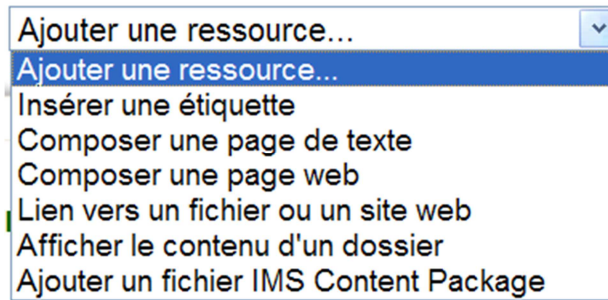 Ajouter une ressource...
Ajouter une ressource...
Insérer une étiquette
Composer une page de texte
Composer une page web
Lien vers un fichier ou un site web
Afficher le contenu d'un dossier
Ajouter un fichier IMS Content Package